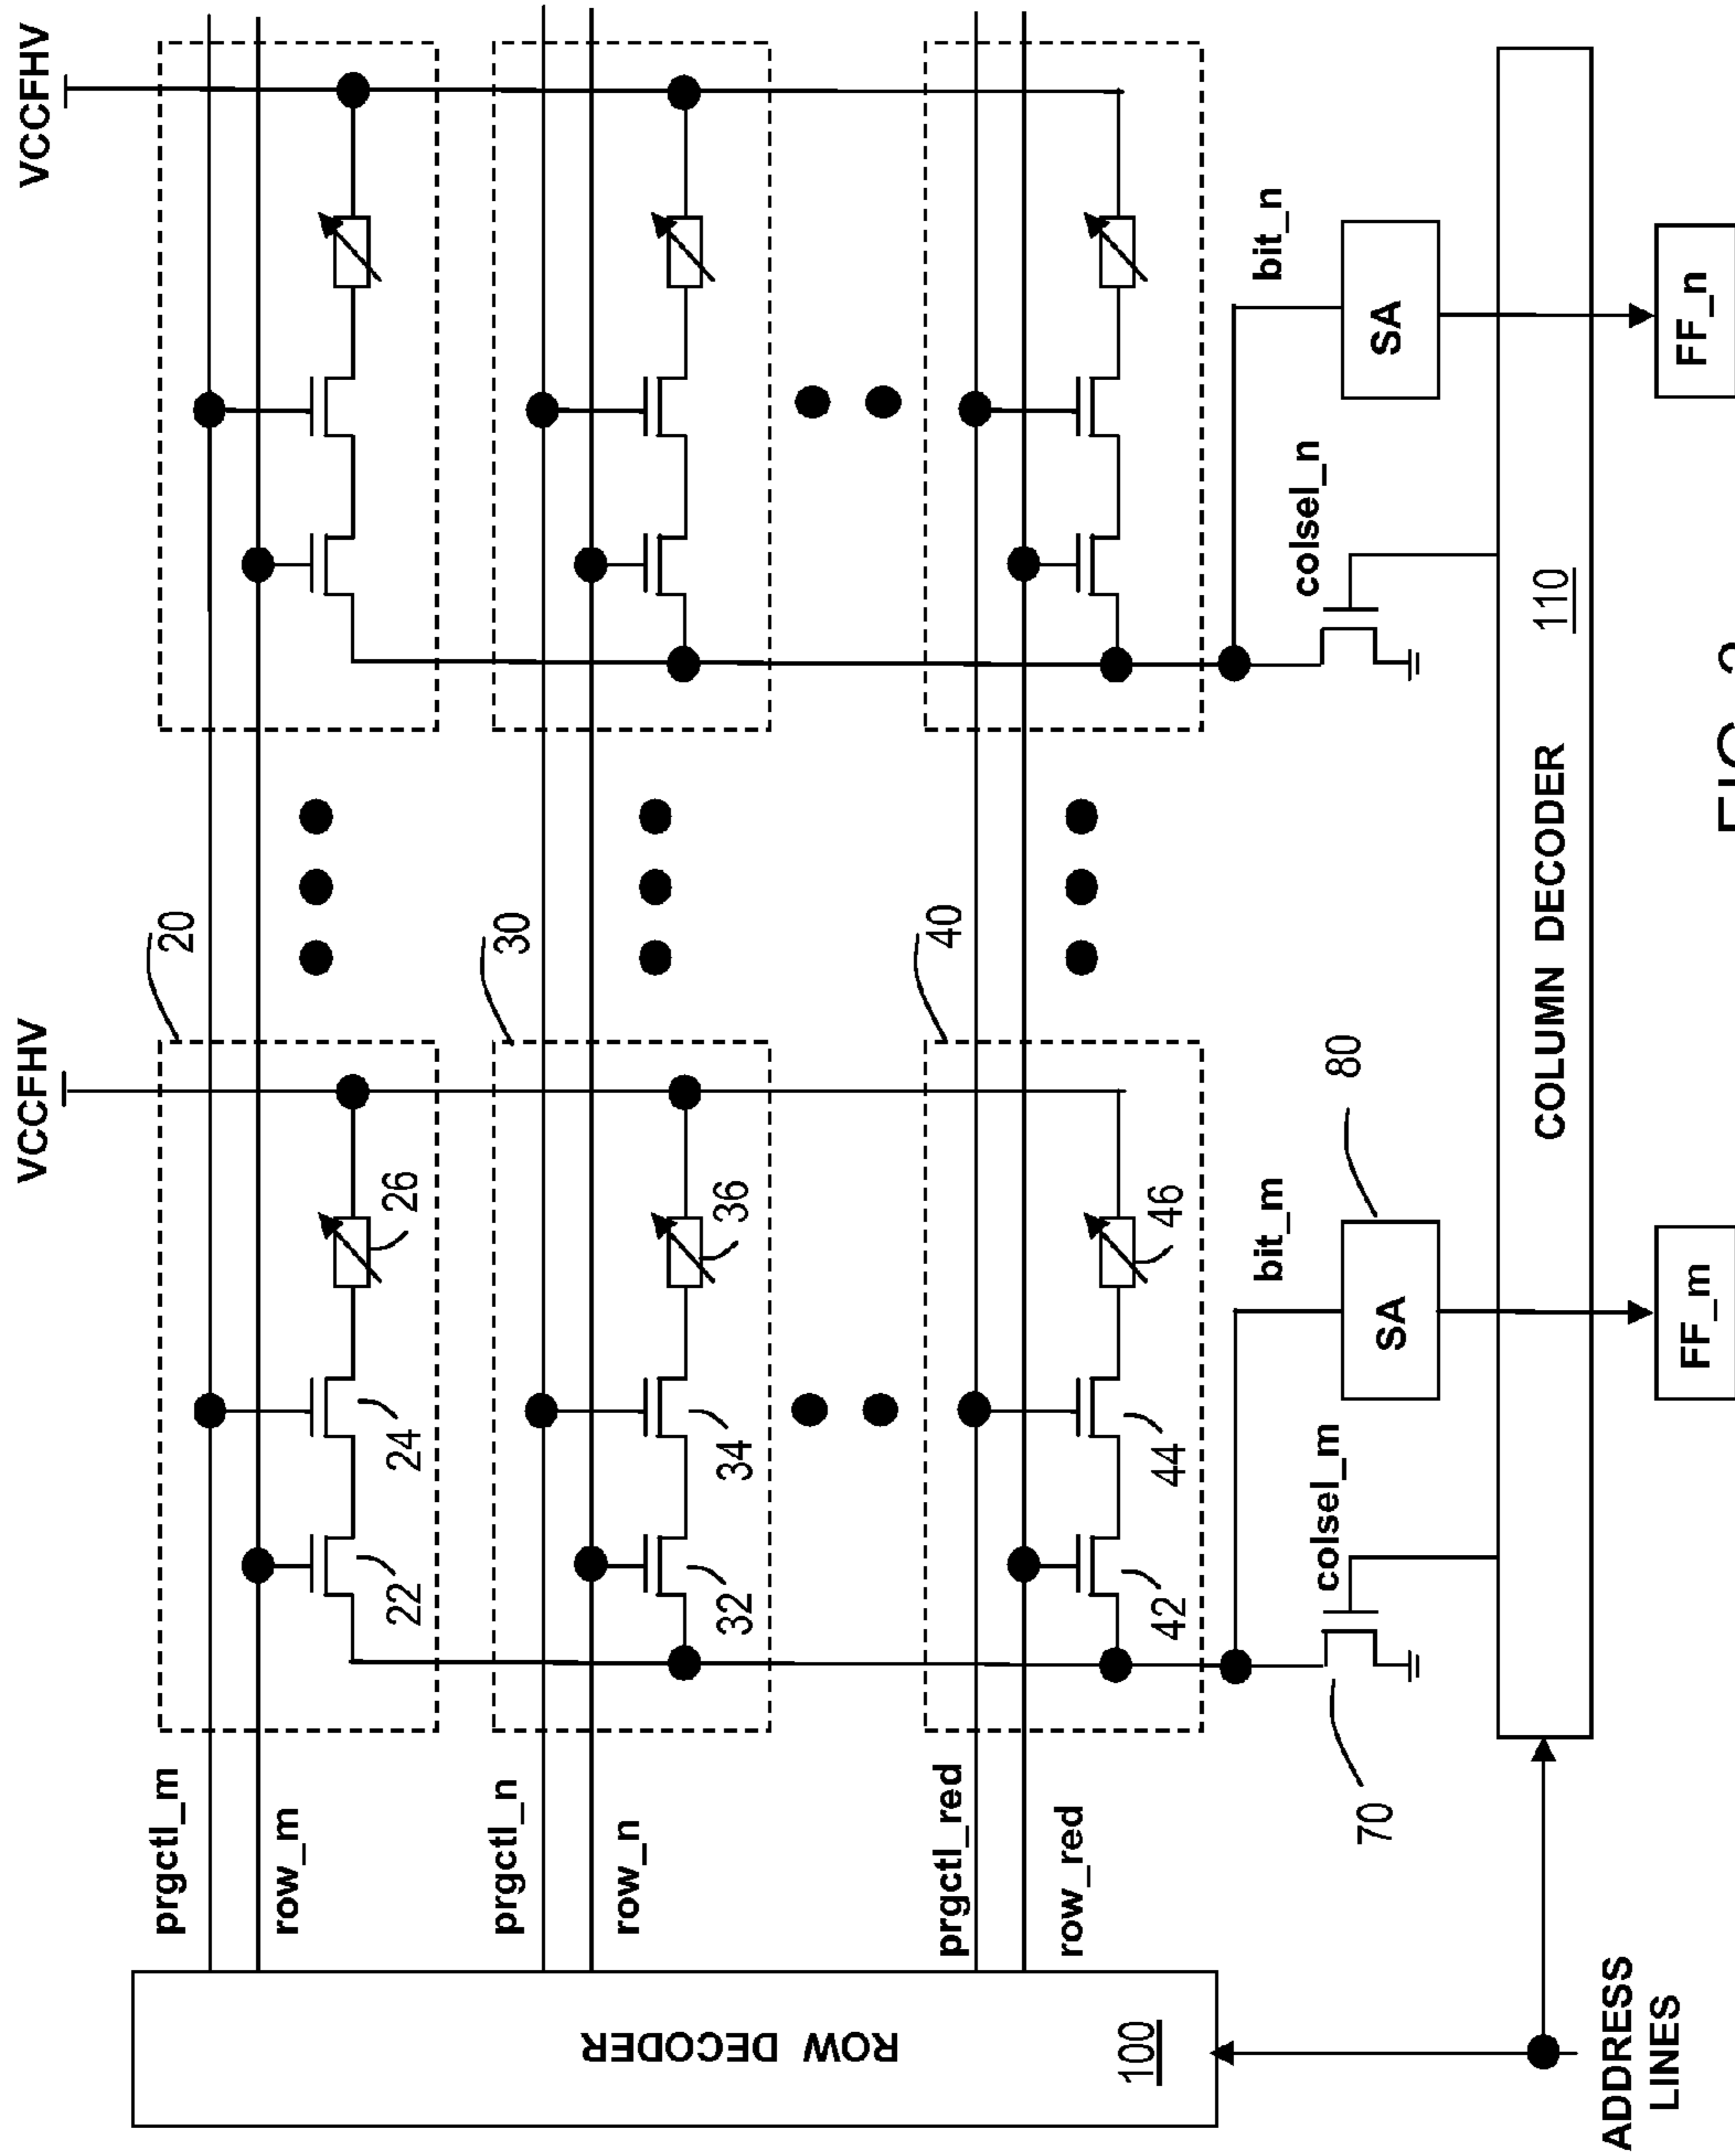 VCCFHV
VCCFHV
20
prgctl_m
row_m
22
24
26
30
prgctl_n
row_n
32
34
36
40
prgctl_red
row_red
42
44
46
ROW DECODER
100
bit_m
bit_n
colsel_m
colsel_n
70
80
SA
SA
COLUMN DECODER
110
ADDRESS
LINES
FF_m
FF_n